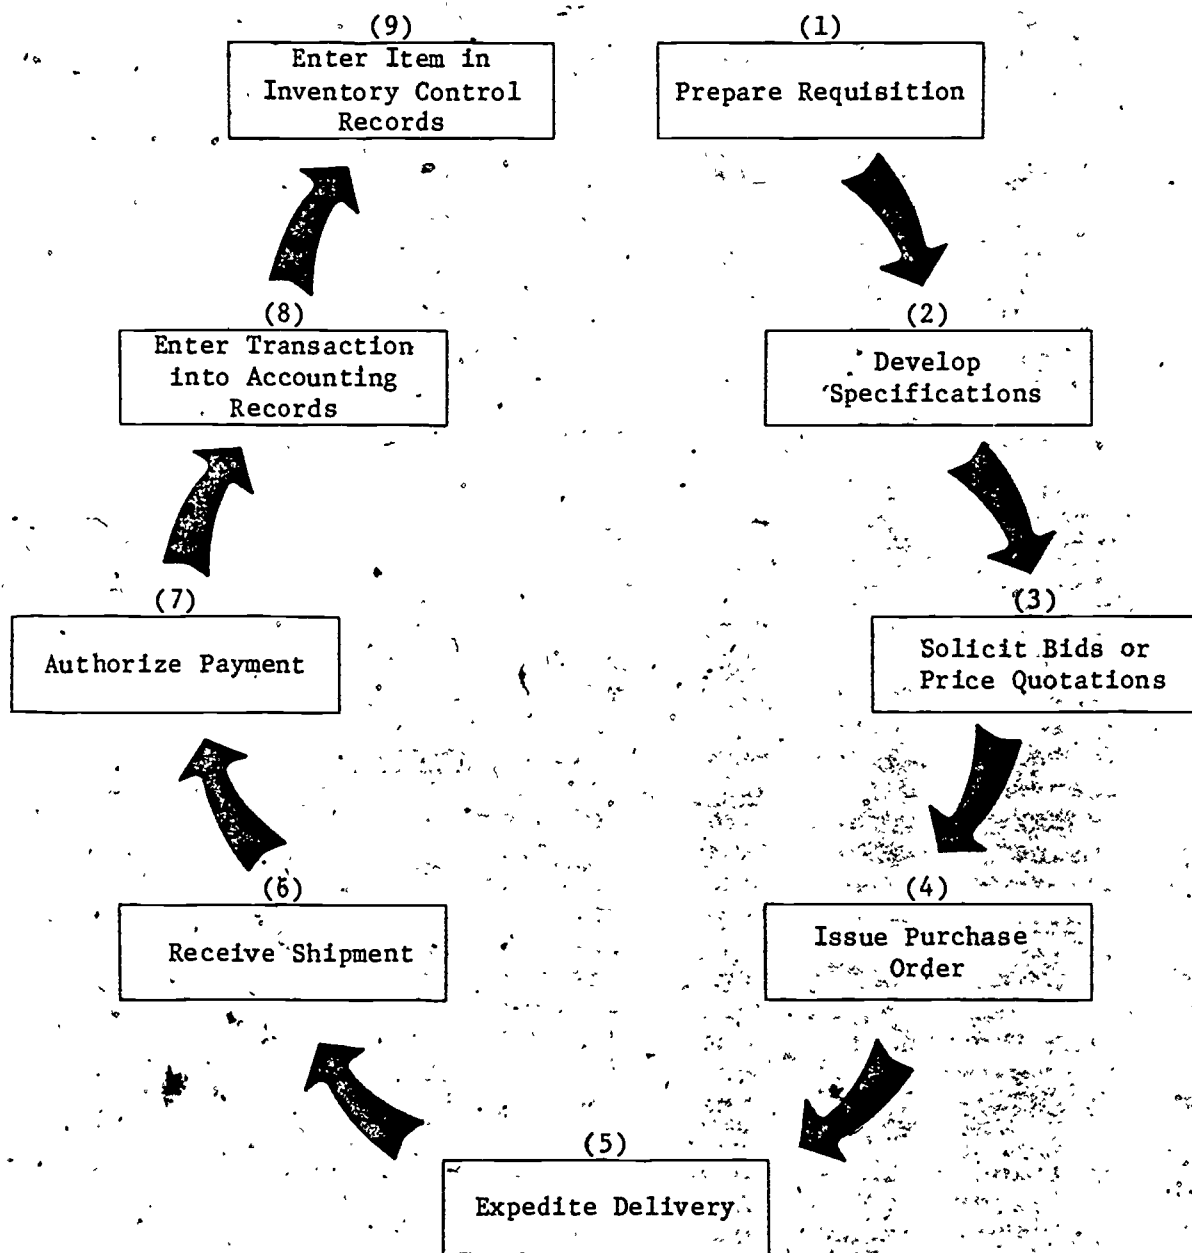 (1)
Prepare Requisition
(2)
Develop
Specifications
(3)
Solicit Bids or
Price Quotations
(4)
Issue Purchase
Order
(5)
Expedite Delivery
(6)
Receive Shipment
(7)
Authorize Payment
(8)
Enter Transaction
into Accounting
Records
(9)
Enter Item in
Inventory Control
Records